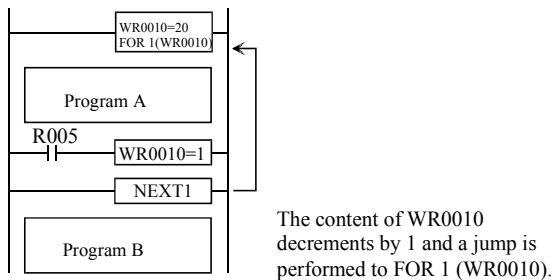 WR0010=20
FOR 1(WR0010)
Program A
R005
WR0010=1
NEXT1
Program B
The content of WR0010
decrements by 1 and a jump is
performed to FOR 1 (WR0010).